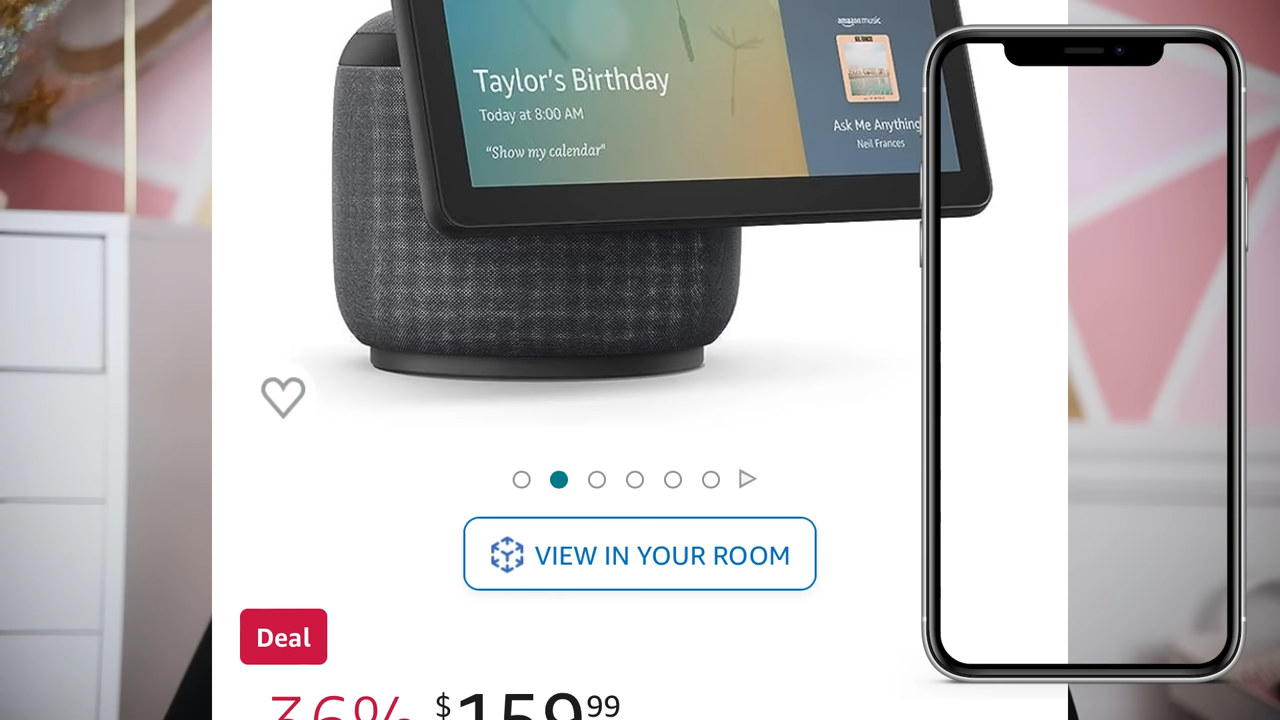 amazon music
Taylor's Birthday
Today at 8:00 AM
"Show my calendar"
Ask Me Anything
Neil Frances
VIEW IN YOUR ROOM
Deal
36% $159.99